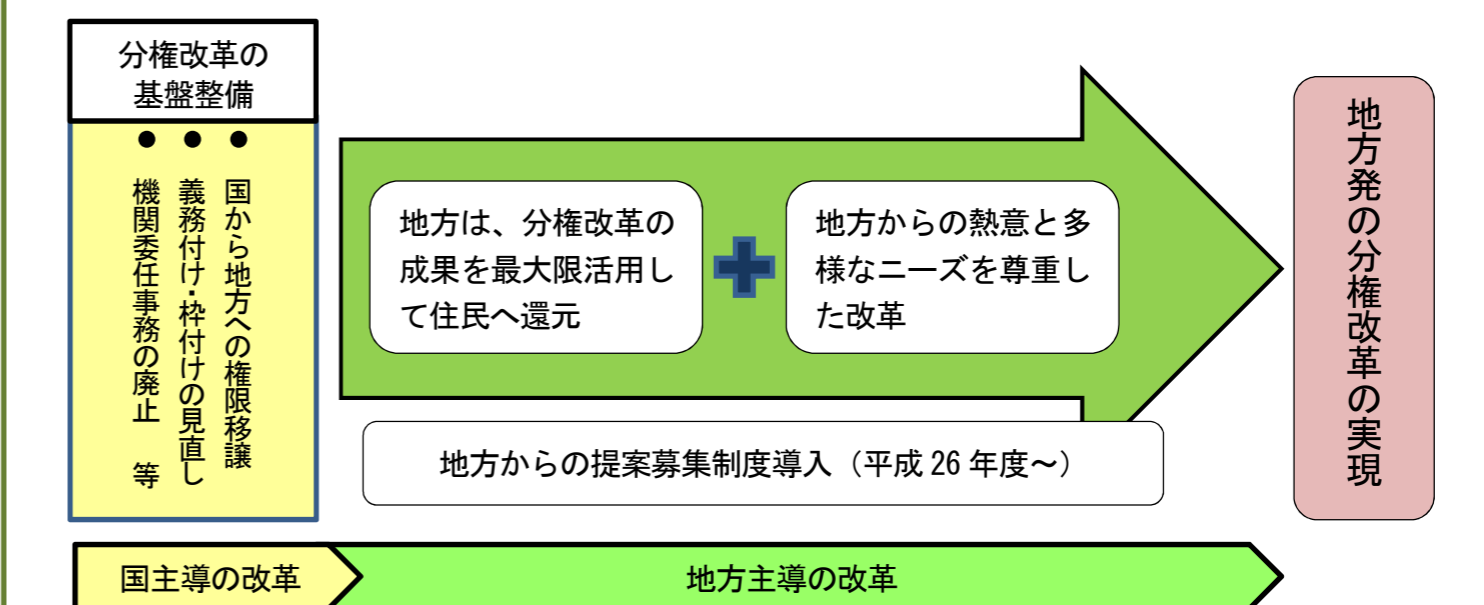 分権改革の
基盤整備
● 国から地方への権限移譲
● 義務付け・枠付けの見直し
● 機関委任事務の廃止　等
地方は、分権改革の
成果を最大限活用し
て住民へ還元
地方からの熱意と多
様なニーズを尊重し
た改革
地方からの提案募集制度導入（平成 26 年度～）
地方発の分権改革の実現
国主導の改革
地方主導の改革